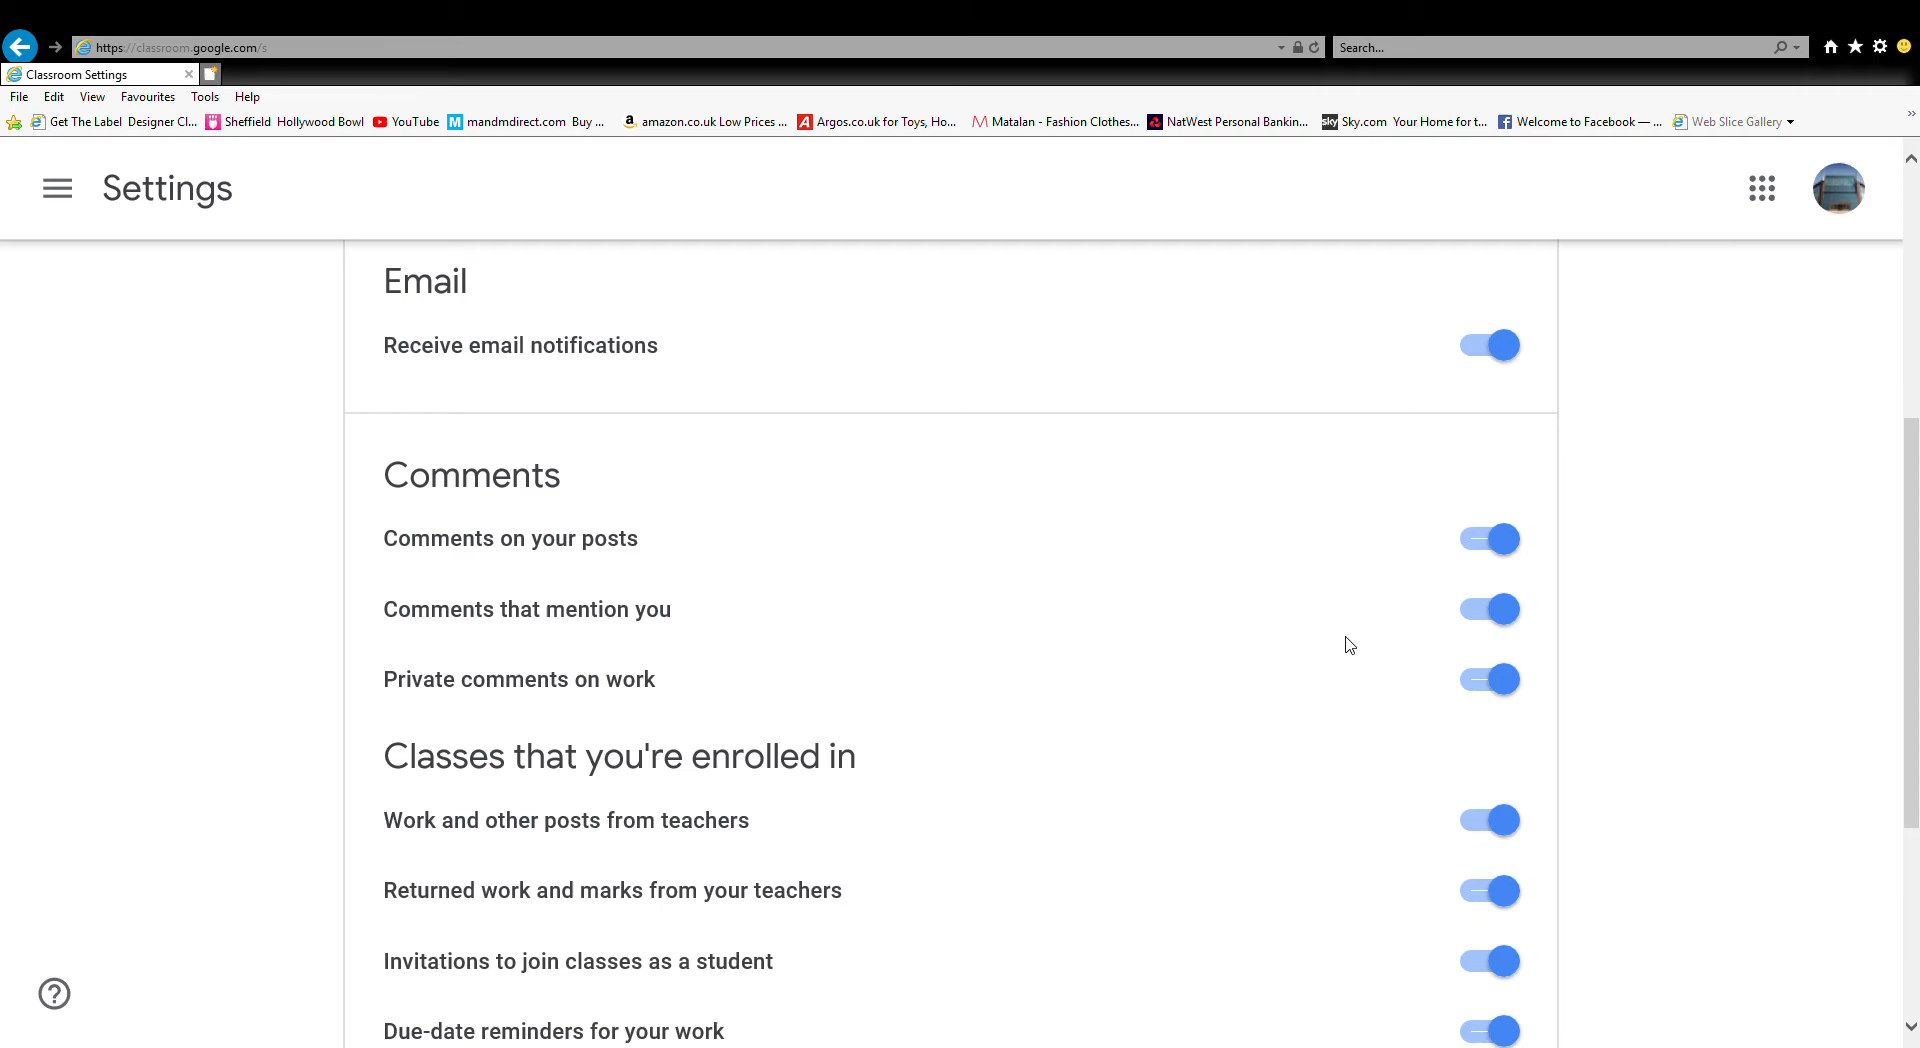 https://classroom.google.com/s
Search...
Classroom Settings
File Edit View Favourites Tools Help
Get The Label Designer Cl... Sheffield Hollywood Bowl YouTube M mandmdirect.com Buy ... amazon.co.uk Low Prices ... Argos.co.uk for Toys, Ho... Matalan - Fashion Clothes... NatWest Personal Bankin... sky Sky.com Your Home for t... Welcome to Facebook — ... Web Slice Gallery
Settings
Email
Receive email notifications
Comments
Comments on your posts
Comments that mention you
Private comments on work
Classes that you're enrolled in
Work and other posts from teachers
Returned work and marks from your teachers
Invitations to join classes as a student
Due-date reminders for your work